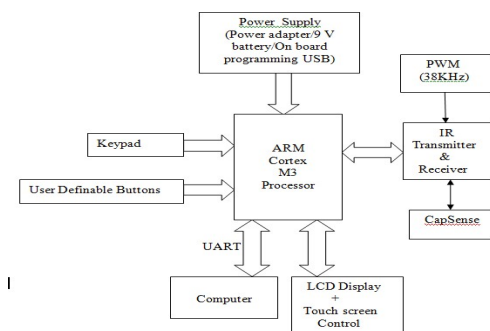 Power Supply
(Power adapter/9 V
battery/On board
programming USB)
PWM
(38KHz)
Keypad
ARM
Cortex
M3
Processor
IR
Transmitter
&
Receiver
User Definable Buttons
CapSense
UART
Computer
LCD Display
+
Touch screen
Control